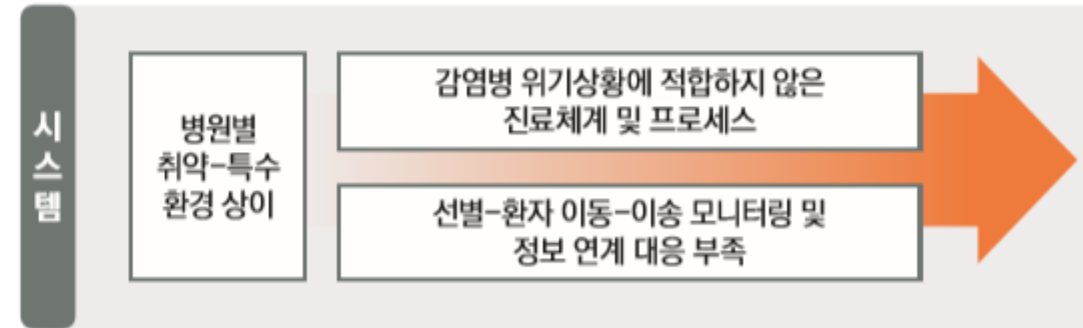 시스템
병원별
취약-특수
환경 상이
감염병 위기상황에 적합하지 않은
진료체계 및 프로세스
선별-환자 이동-이송 모니터링 및
정보 연계 대응 부족